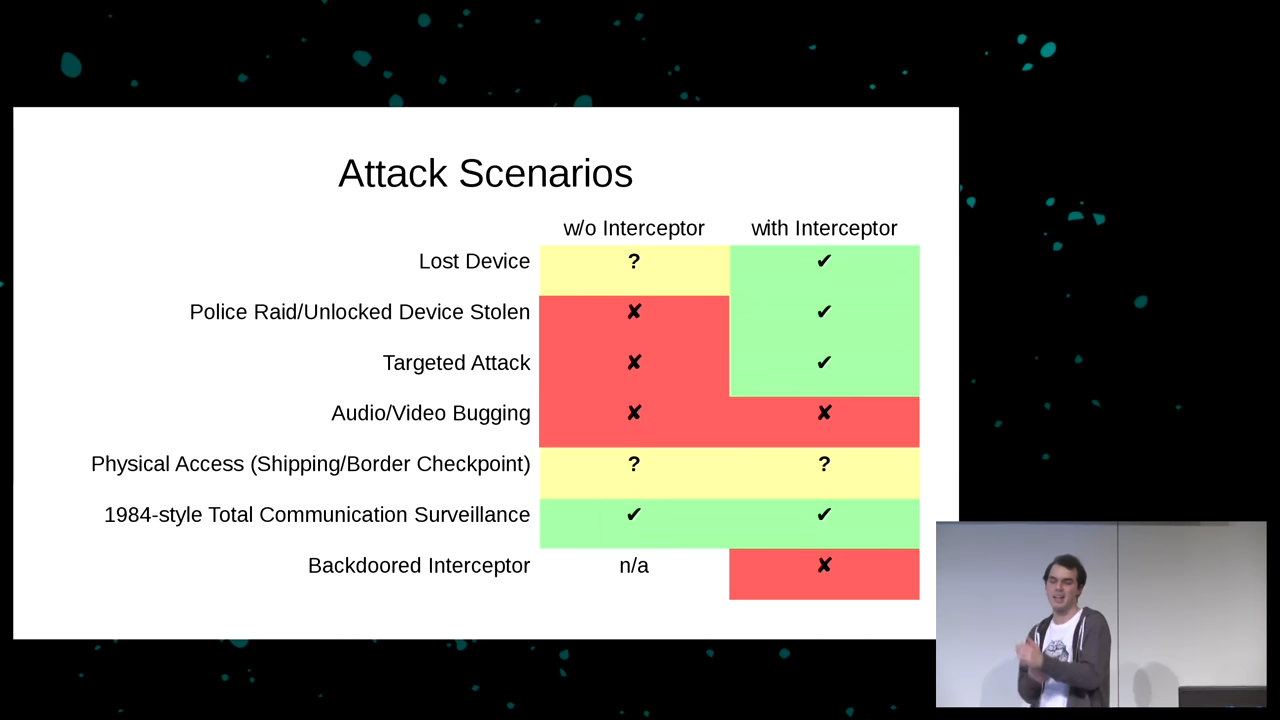 Attack Scenarios
w/o Interceptor with Interceptor
Lost Device ? ✔
Police Raid/Unlocked Device Stolen ✘ ✔
Targeted Attack ✘ ✔
Audio/Video Bugging ✘ ✘
Physical Access (Shipping/Border Checkpoint) ? ?
1984-style Total Communication Surveillance ✔ ✔
Backdoored Interceptor n/a ✘